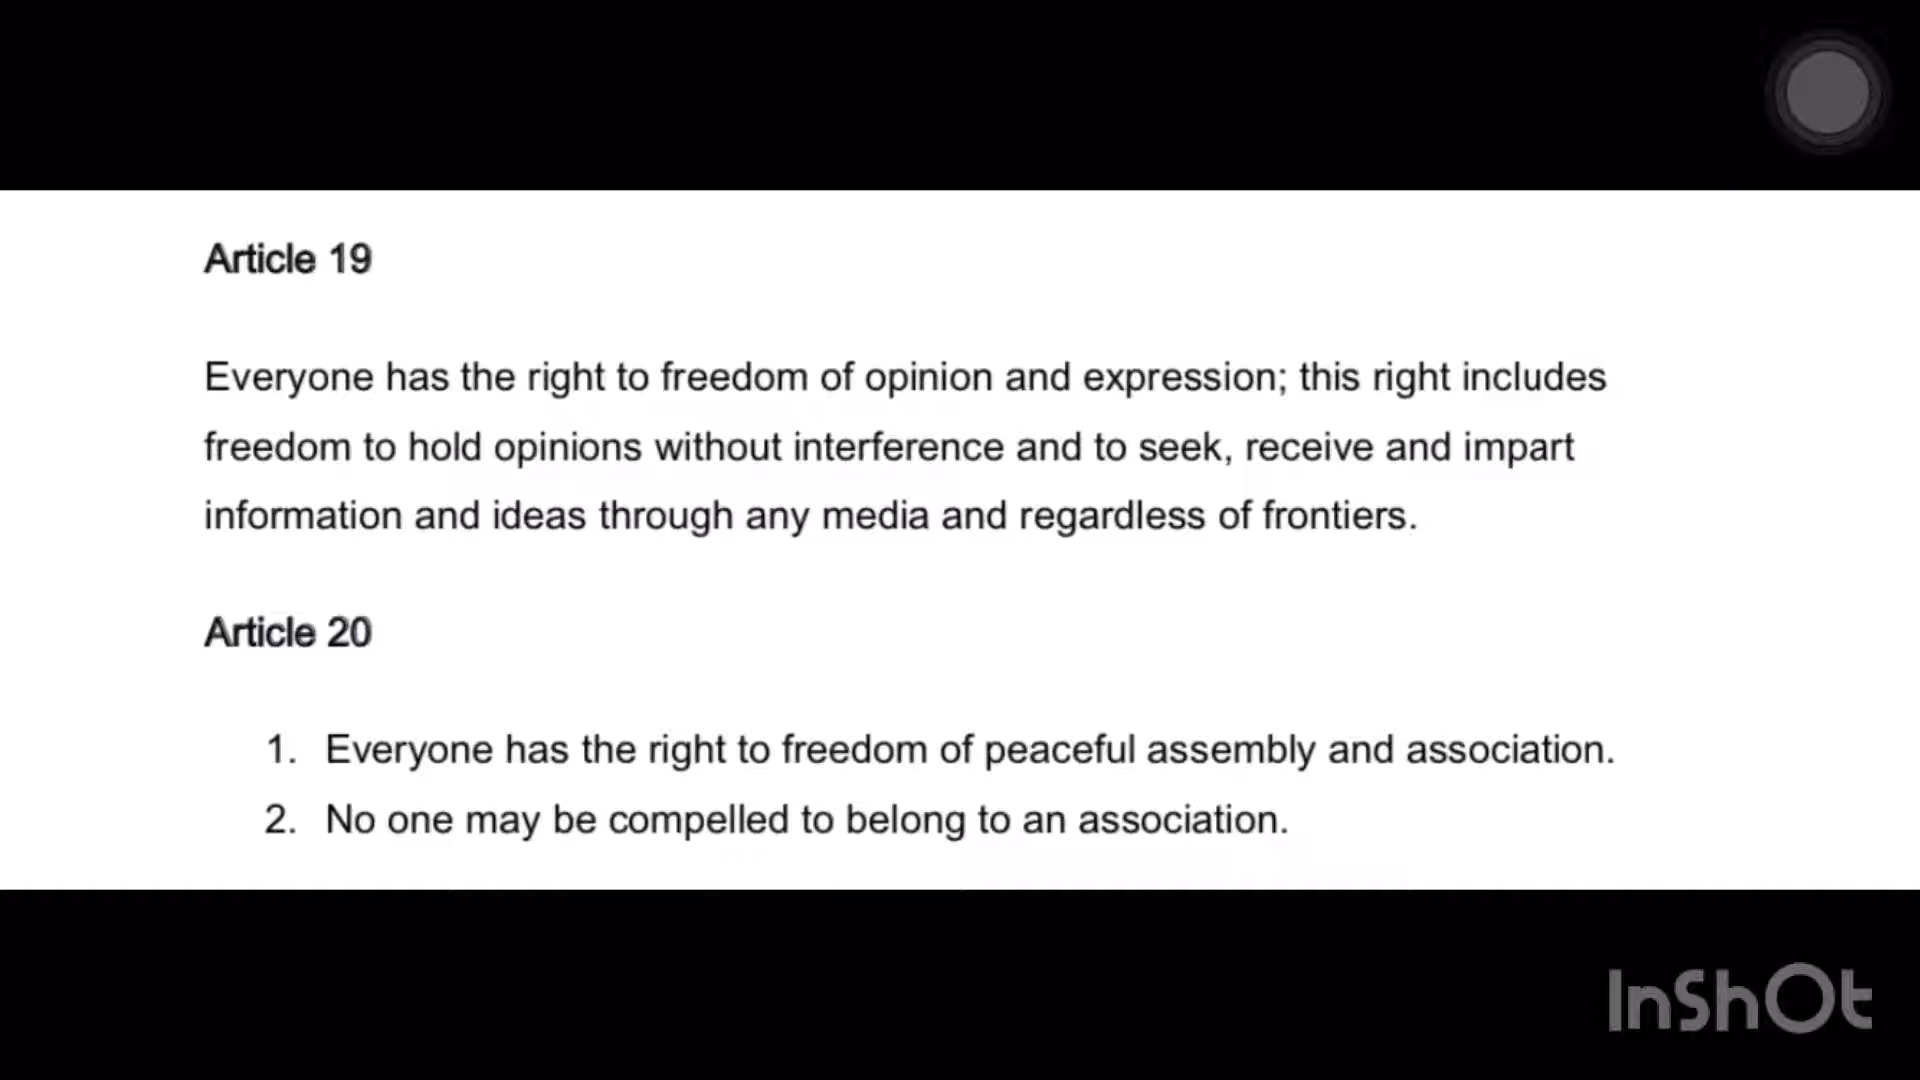 Article 19
Everyone has the right to freedom of opinion and expression; this right includes
freedom to hold opinions without interference and to seek, receive and impart
information and ideas through any media and regardless of frontiers.
Article 20
1. Everyone has the right to freedom of peaceful assembly and association.
2. No one may be compelled to belong to an association.
InShOt